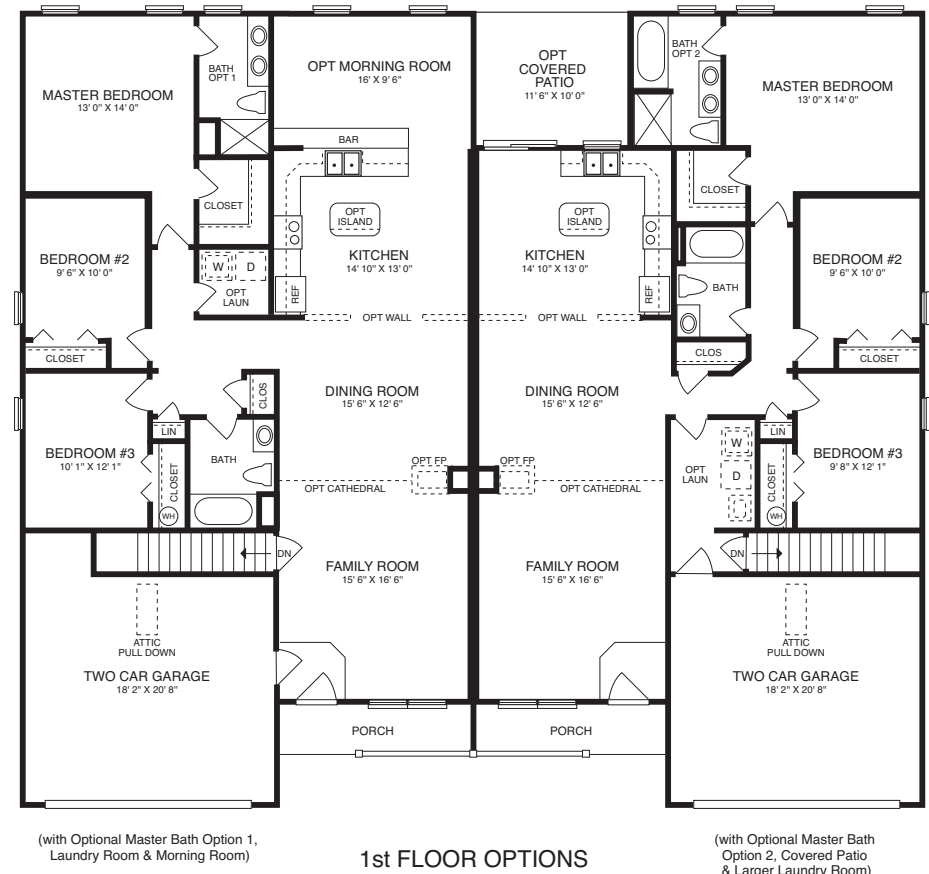 BATH
OPT 1
OPT MORNING ROOM
16' X 9' 6"
OPT
COVERED
PATIO
11' 6" X 10' 0"
BATH
OPT 2
MASTER BEDROOM
13' 0" X 14' 0"
MASTER BEDROOM
13' 0" X 14' 0"
BAR
CLOSET
OPT
ISLAND
OPT
ISLAND
CLOSET
BEDROOM #2
9' 6" X 10' 0"
W
D
OPT
LAUN
REF
KITCHEN
14' 10" X 13' 0"
KITCHEN
14' 10" X 13' 0"
REF
BATH
BEDROOM #2
9' 6" X 10' 0"
OPT WALL
OPT WALL
CLOSET
CLOS
CLOSET
CLOS
DINING ROOM
15' 6" X 12' 6"
DINING ROOM
15' 6" X 12' 6"
LIN
LIN
BEDROOM #3
10' 1" X 12' 1"
CLOSET
WH
BATH
OPT FP
OPT FP
OPT CATHEDRAL
OPT CATHEDRAL
OPT
LAUN
W
D
CLOSET
WH
BEDROOM #3
9' 8" X 12' 1"
DN
DN
FAMILY ROOM
15' 6" X 16' 6"
FAMILY ROOM
15' 6" X 16' 6"
ATTIC
PULL DOWN
ATTIC
PULL DOWN
TWO CAR GARAGE
18' 2" X 20' 8"
TWO CAR GARAGE
18' 2" X 20' 8"
PORCH
PORCH
(with Optional Master Bath Option 1,
Laundry Room & Morning Room)
1st FLOOR OPTIONS
(with Optional Master Bath
Option 2, Covered Patio
& Larger Laundry Room)